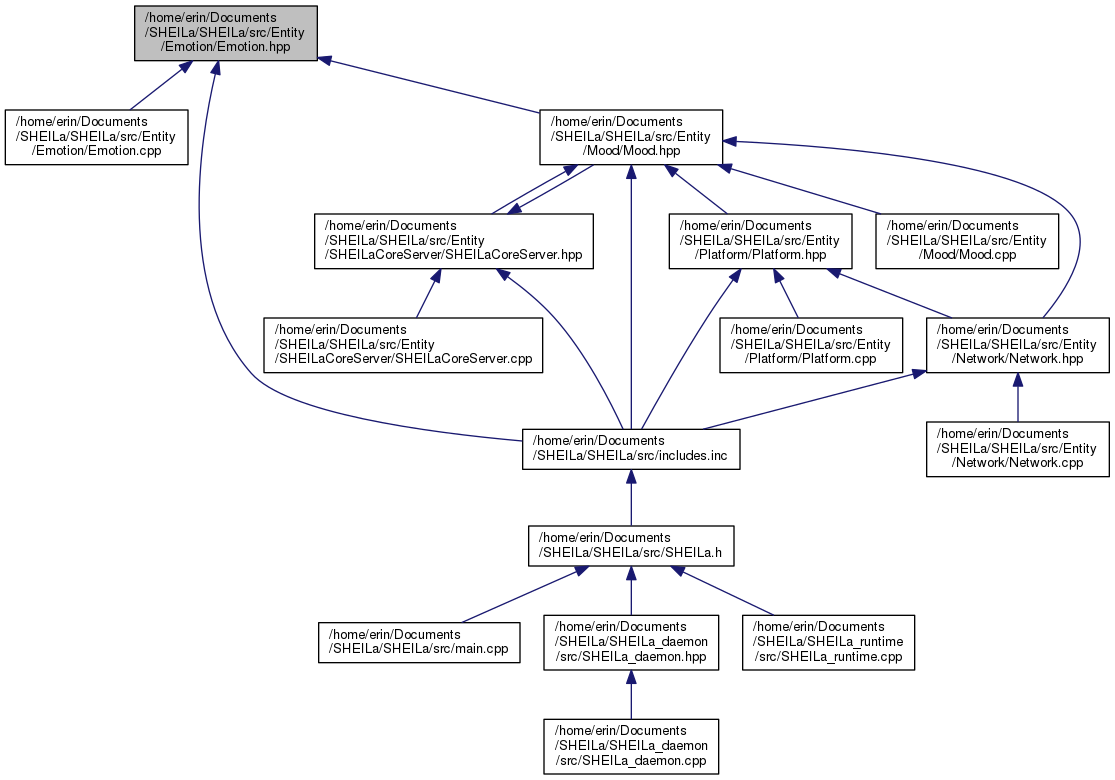 /home/erin/Documents
/SHEILa/SHEILa/src/Entity
/Emotion/Emotion.hpp
/home/erin/Documents
/SHEILa/SHEILa/src/Entity
/Emotion/Emotion.cpp
/home/erin/Documents
/SHEILa/SHEILa/src/Entity
/Mood/Mood.hpp
/home/erin/Documents
/SHEILa/SHEILa/src/Entity
/SHEILaCoreServer/SHEILaCoreServer.hpp
/home/erin/Documents
/SHEILa/SHEILa/src/Entity
/Platform/Platform.hpp
/home/erin/Documents
/SHEILa/SHEILa/src/Entity
/Mood/Mood.cpp
/home/erin/Documents
/SHEILa/SHEILa/src/Entity
/SHEILaCoreServer/SHEILaCoreServer.cpp
/home/erin/Documents
/SHEILa/SHEILa/src/Entity
/Platform/Platform.cpp
/home/erin/Documents
/SHEILa/SHEILa/src/Entity
/Network/Network.hpp
/home/erin/Documents
/SHEILa/SHEILa/src/includes.inc
/home/erin/Documents
/SHEILa/SHEILa/src/Entity
/Network/Network.cpp
/home/erin/Documents
/SHEILa/SHEILa/src/SHEILa.h
/home/erin/Documents
/SHEILa/SHEILa/src/main.cpp
/home/erin/Documents
/SHEILa/SHEILa_daemon
/src/SHEILa_daemon.hpp
/home/erin/Documents
/SHEILa/SHEILa_runtime
/src/SHEILa_runtime.cpp
/home/erin/Documents
/SHEILa/SHEILa_daemon
/src/SHEILa_daemon.cpp